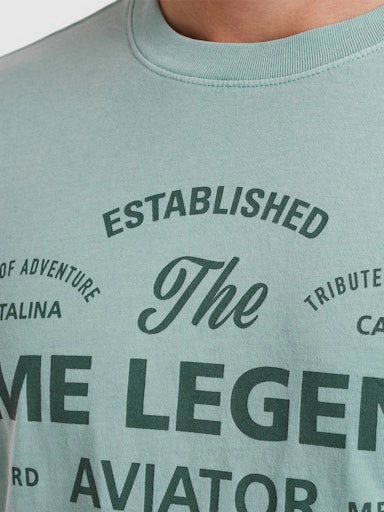 ESTABLISHED
OF ADVENTURE The TRIBUTE
TALINA CA
ME LEGEN
RD AVIATOR ME